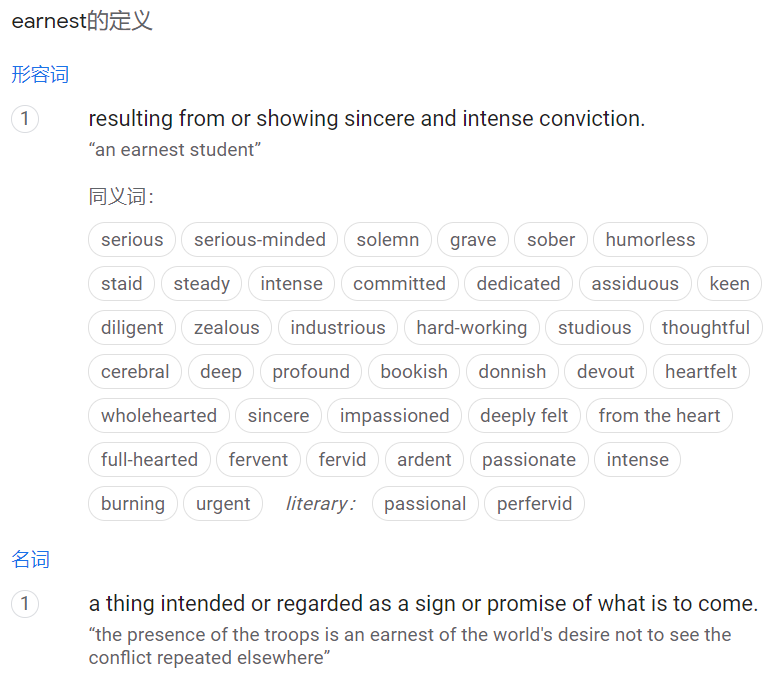 earnest的定义
形容词
1 resulting from or showing sincere and intense conviction.
“an earnest student”
同义词：
serious serious-minded solemn grave sober humorless
staid steady intense committed dedicated assiduous keen
diligent zealous industrious hard-working studious thoughtful
cerebral deep profound bookish donnish devout heartfelt
wholehearted sincere impassioned deeply felt from the heart
full-hearted fervent fervid ardent passionate intense
burning urgent literary： passional perfervid
名词
1 a thing intended or regarded as a sign or promise of what is to come.
“the presence of the troops is an earnest of the world's desire not to see the
conflict repeated elsewhere”